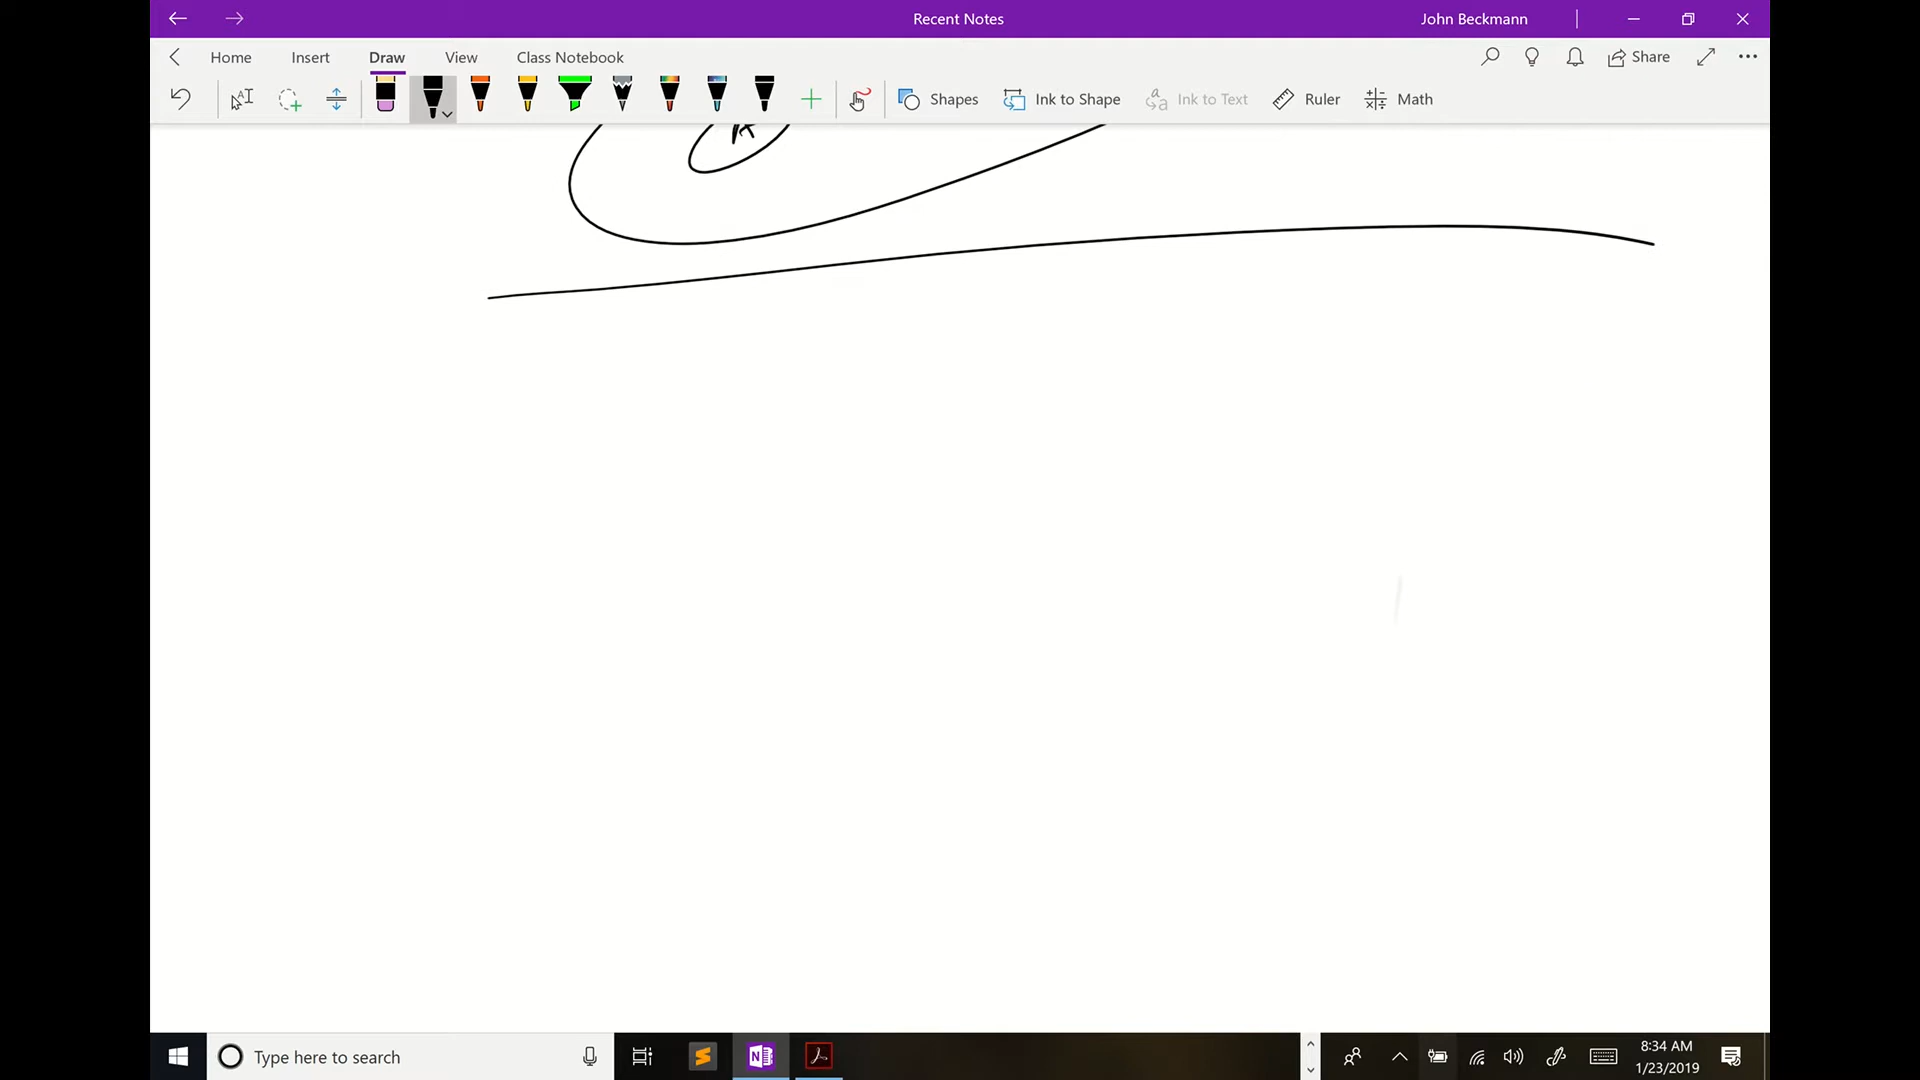 Recent Notes
John Beckmann
Home Insert Draw View Class Notebook
Share
Shapes Ink to Shape Ink to Text Ruler Math
Type here to search
8:34 AM
1/23/2019